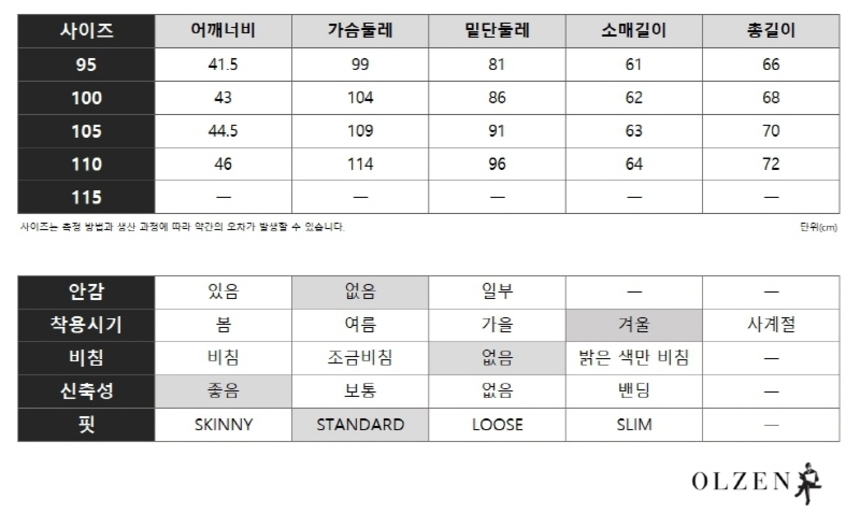 사이즈 어깨너비 가슴둘레 밑단둘레 소매길이 총길이
95 41.5 99 81 61 66
100 43 104 86 62 68
105 44.5 109 91 63 70
110 46 114 96 64 72
115 — — — — —
사이즈는 측정 방법과 생산 과정에 따라 약간의 오차가 발생할 수 있습니다. 단위(cm)
안감 있음 없음 일부 — —
착용시기 봄 여름 가을 겨울 사계절
비침 비침 조금비침 없음 밝은 색만 비침 —
신축성 좋음 보통 없음 밴딩 —
핏 SKINNY STANDARD LOOSE SLIM —
OLZEN